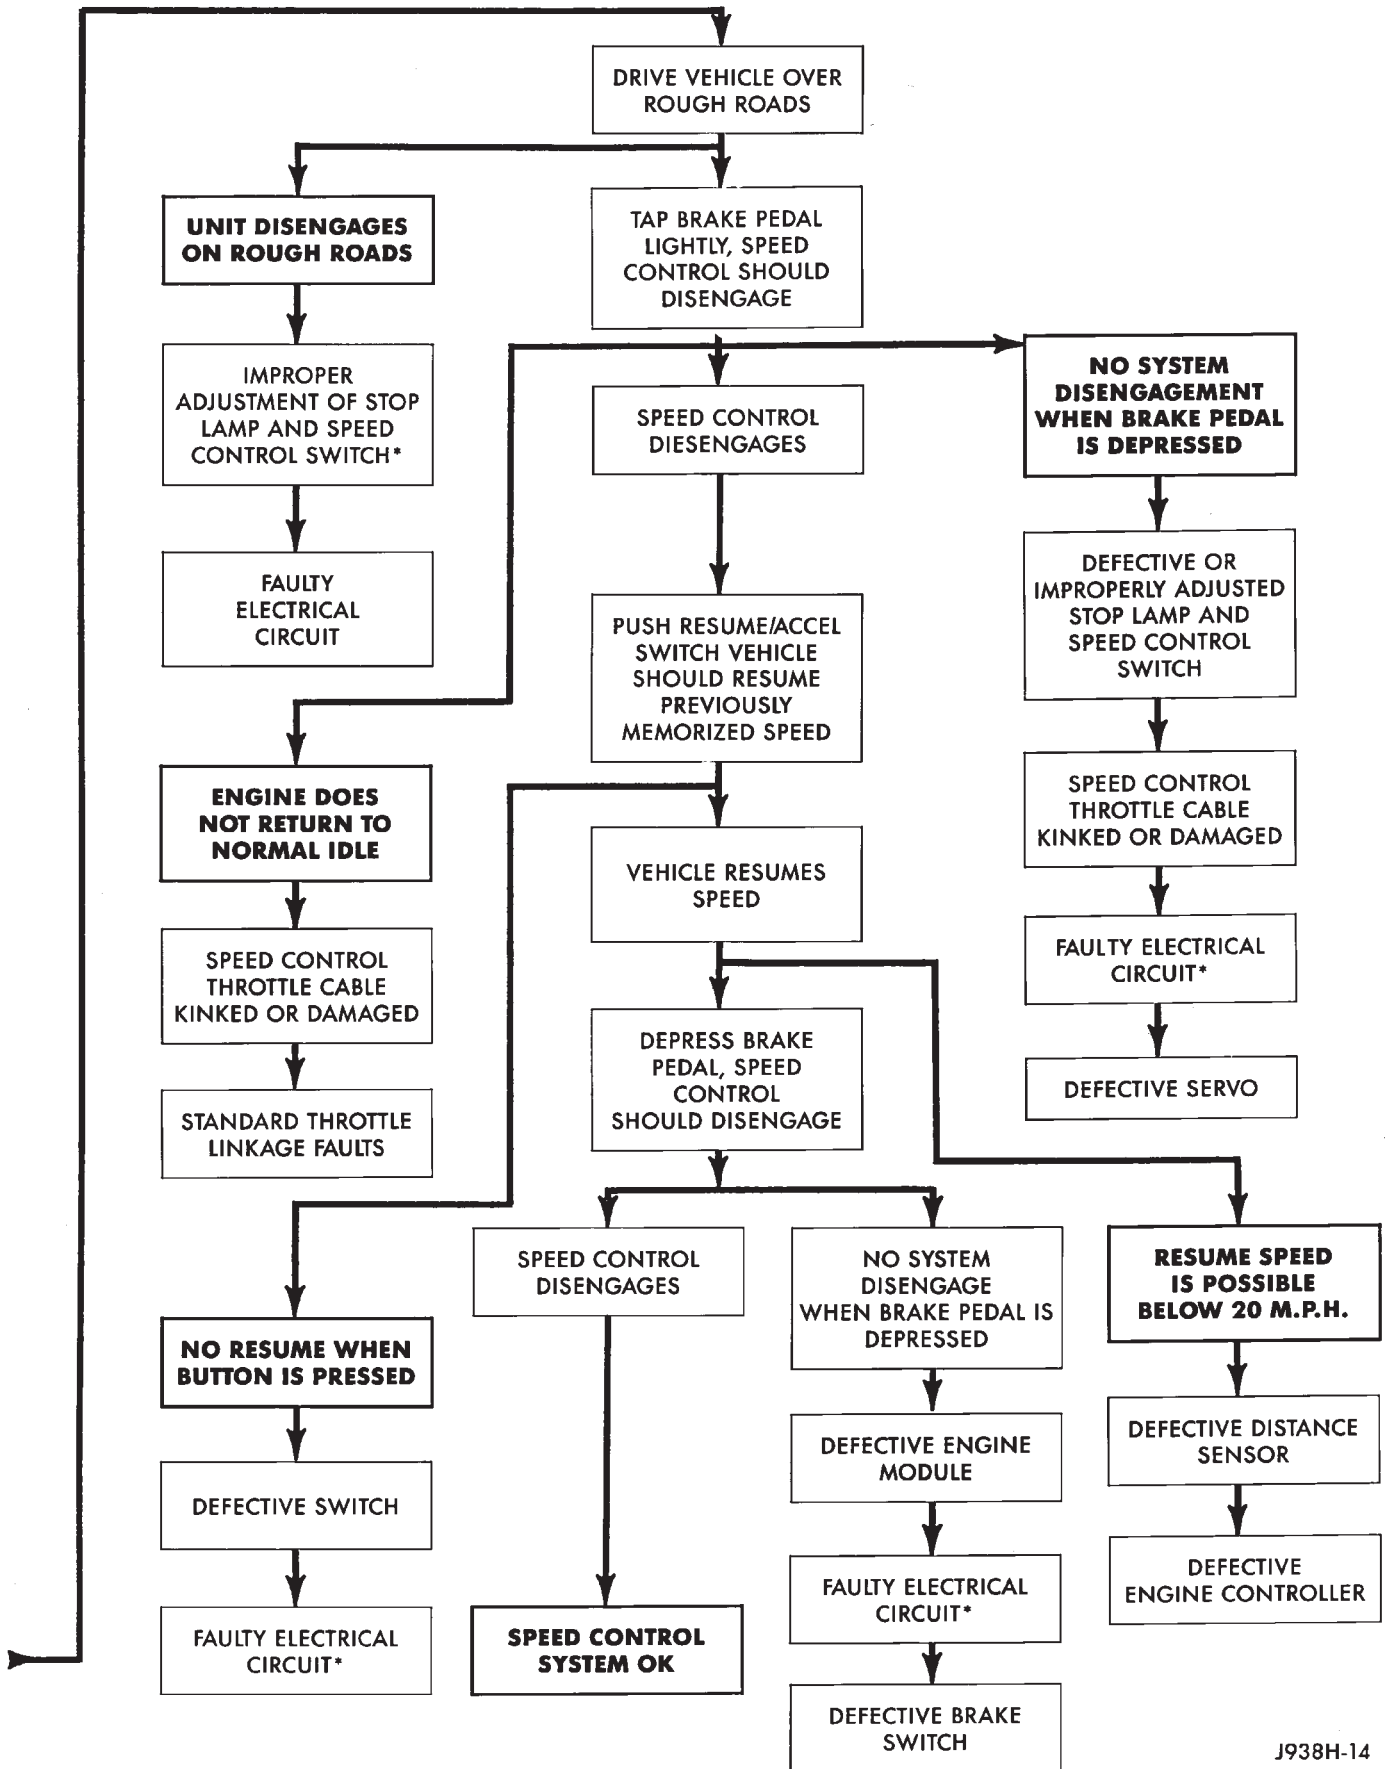 DRIVE VEHICLE OVER
ROUGH ROADS
UNIT DISENGAGES
ON ROUGH ROADS
TAP BRAKE PEDAL
LIGHTLY, SPEED
CONTROL SHOULD
DISENGAGE
IMPROPER
ADJUSTMENT OF STOP
LAMP AND SPEED
CONTROL SWITCH*
FAULTY
ELECTRICAL
CIRCUIT
SPEED CONTROL
DIESENGAGES
NO SYSTEM
DISENGAGEMENT
WHEN BRAKE PEDAL
IS DEPRESSED
DEFECTIVE OR
IMPROPERLY ADJUSTED
STOP LAMP AND
SPEED CONTROL
SWITCH
PUSH RESUME/ACCEL
SWITCH VEHICLE
SHOULD RESUME
PREVIOUSLY
MEMORIZED SPEED
SPEED CONTROL
THROTTLE CABLE
KINKED OR DAMAGED
ENGINE DOES
NOT RETURN TO
NORMAL IDLE
VEHICLE RESUMES
SPEED
FAULTY ELECTRICAL
CIRCUIT*
SPEED CONTROL
THROTTLE CABLE
KINKED OR DAMAGED
DEPRESS BRAKE
PEDAL, SPEED
CONTROL
SHOULD DISENGAGE
DEFECTIVE SERVO
STANDARD THROTTLE
LINKAGE FAULTS
SPEED CONTROL
DISENGAGES
NO SYSTEM
DISENGAGE
WHEN BRAKE PEDAL IS
DEPRESSED
RESUME SPEED
IS POSSIBLE
BELOW 20 M.P.H.
NO RESUME WHEN
BUTTON IS PRESSED
DEFECTIVE ENGINE
MODULE
DEFECTIVE DISTANCE
SENSOR
DEFECTIVE SWITCH
FAULTY ELECTRICAL
CIRCUIT*
DEFECTIVE
ENGINE CONTROLLER
FAULTY ELECTRICAL
CIRCUIT*
SPEED CONTROL
SYSTEM OK
DEFECTIVE BRAKE
SWITCH
J938H-14